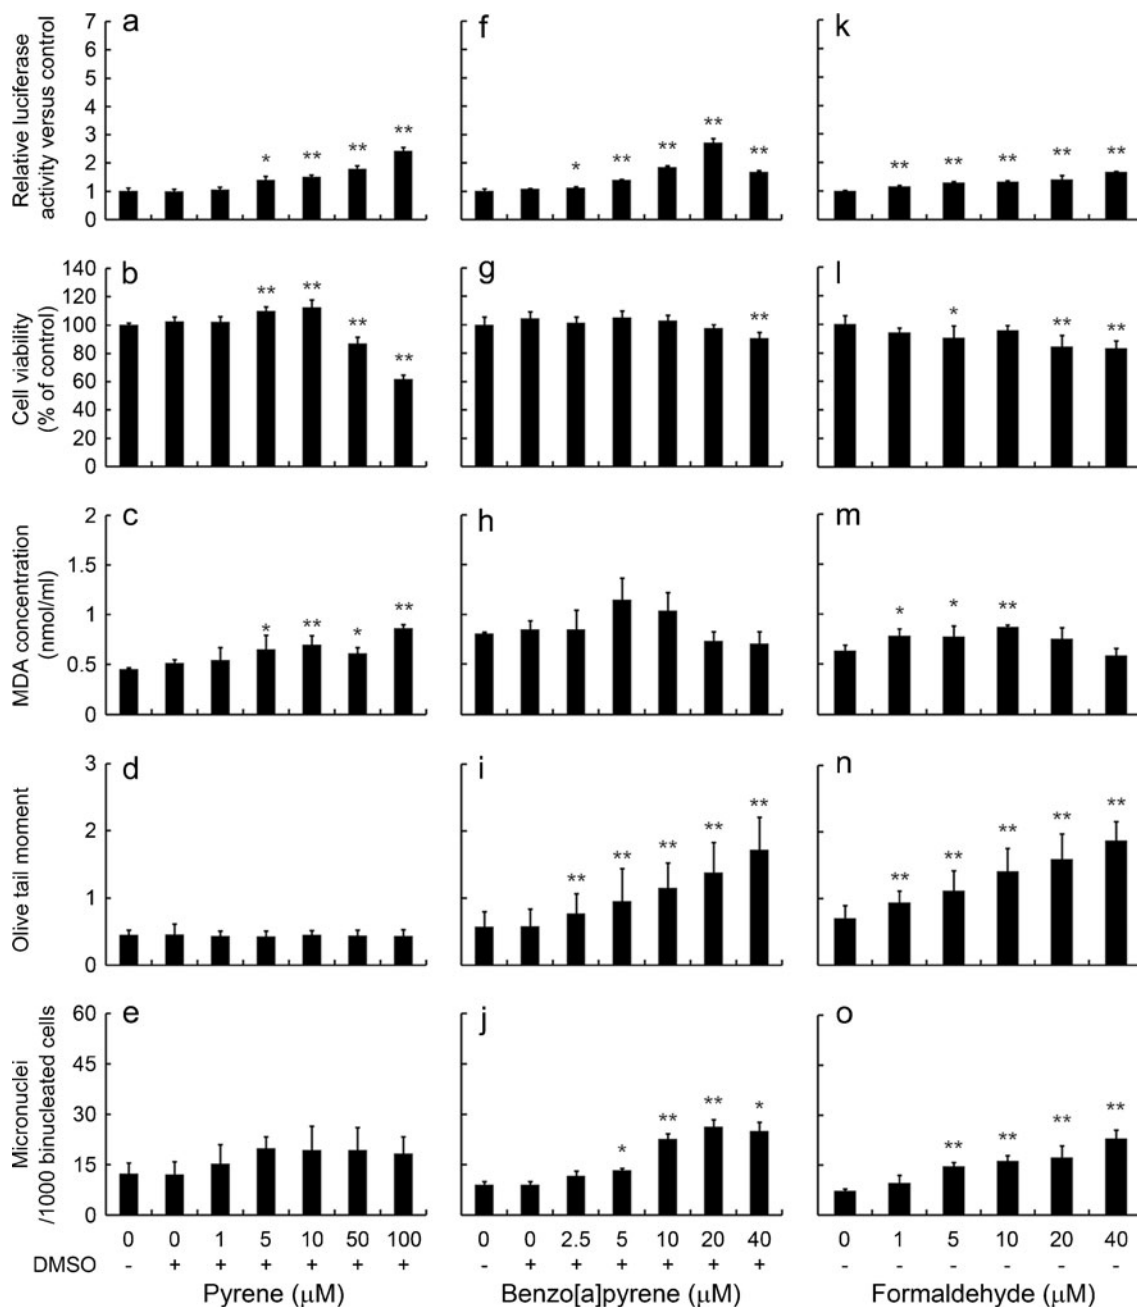 a
f
k
Relative luciferase
activity versus control
7
6
5
4
3
2
1
0
* ** ** **
* ** ** ** **
** ** ** ** **
b
g
l
Cell viability
(% of control)
140
120
100
80
60
40
20
0
** ** ** **
**
* ** **
c
h
m
MDA concentration
(nmol/ml)
2
1.5
1
0.5
0
* ** * **
* * **
d
i
n
Olive tail moment
3
2
1
0
** ** ** ** **
** ** ** ** **
e
j
o
Micronuclei
/1000 binucleated cells
60
45
30
15
0
* ** ** *
** ** ** **
0 0 1 5 10 50 100
0 0 2.5 5 10 20 40
0 1 5 10 20 40
DMSO - + + + + + +
- + + + + + +
- - - - - -
Pyrene (μM)
Benzo[a]pyrene (μM)
Formaldehyde (μM)